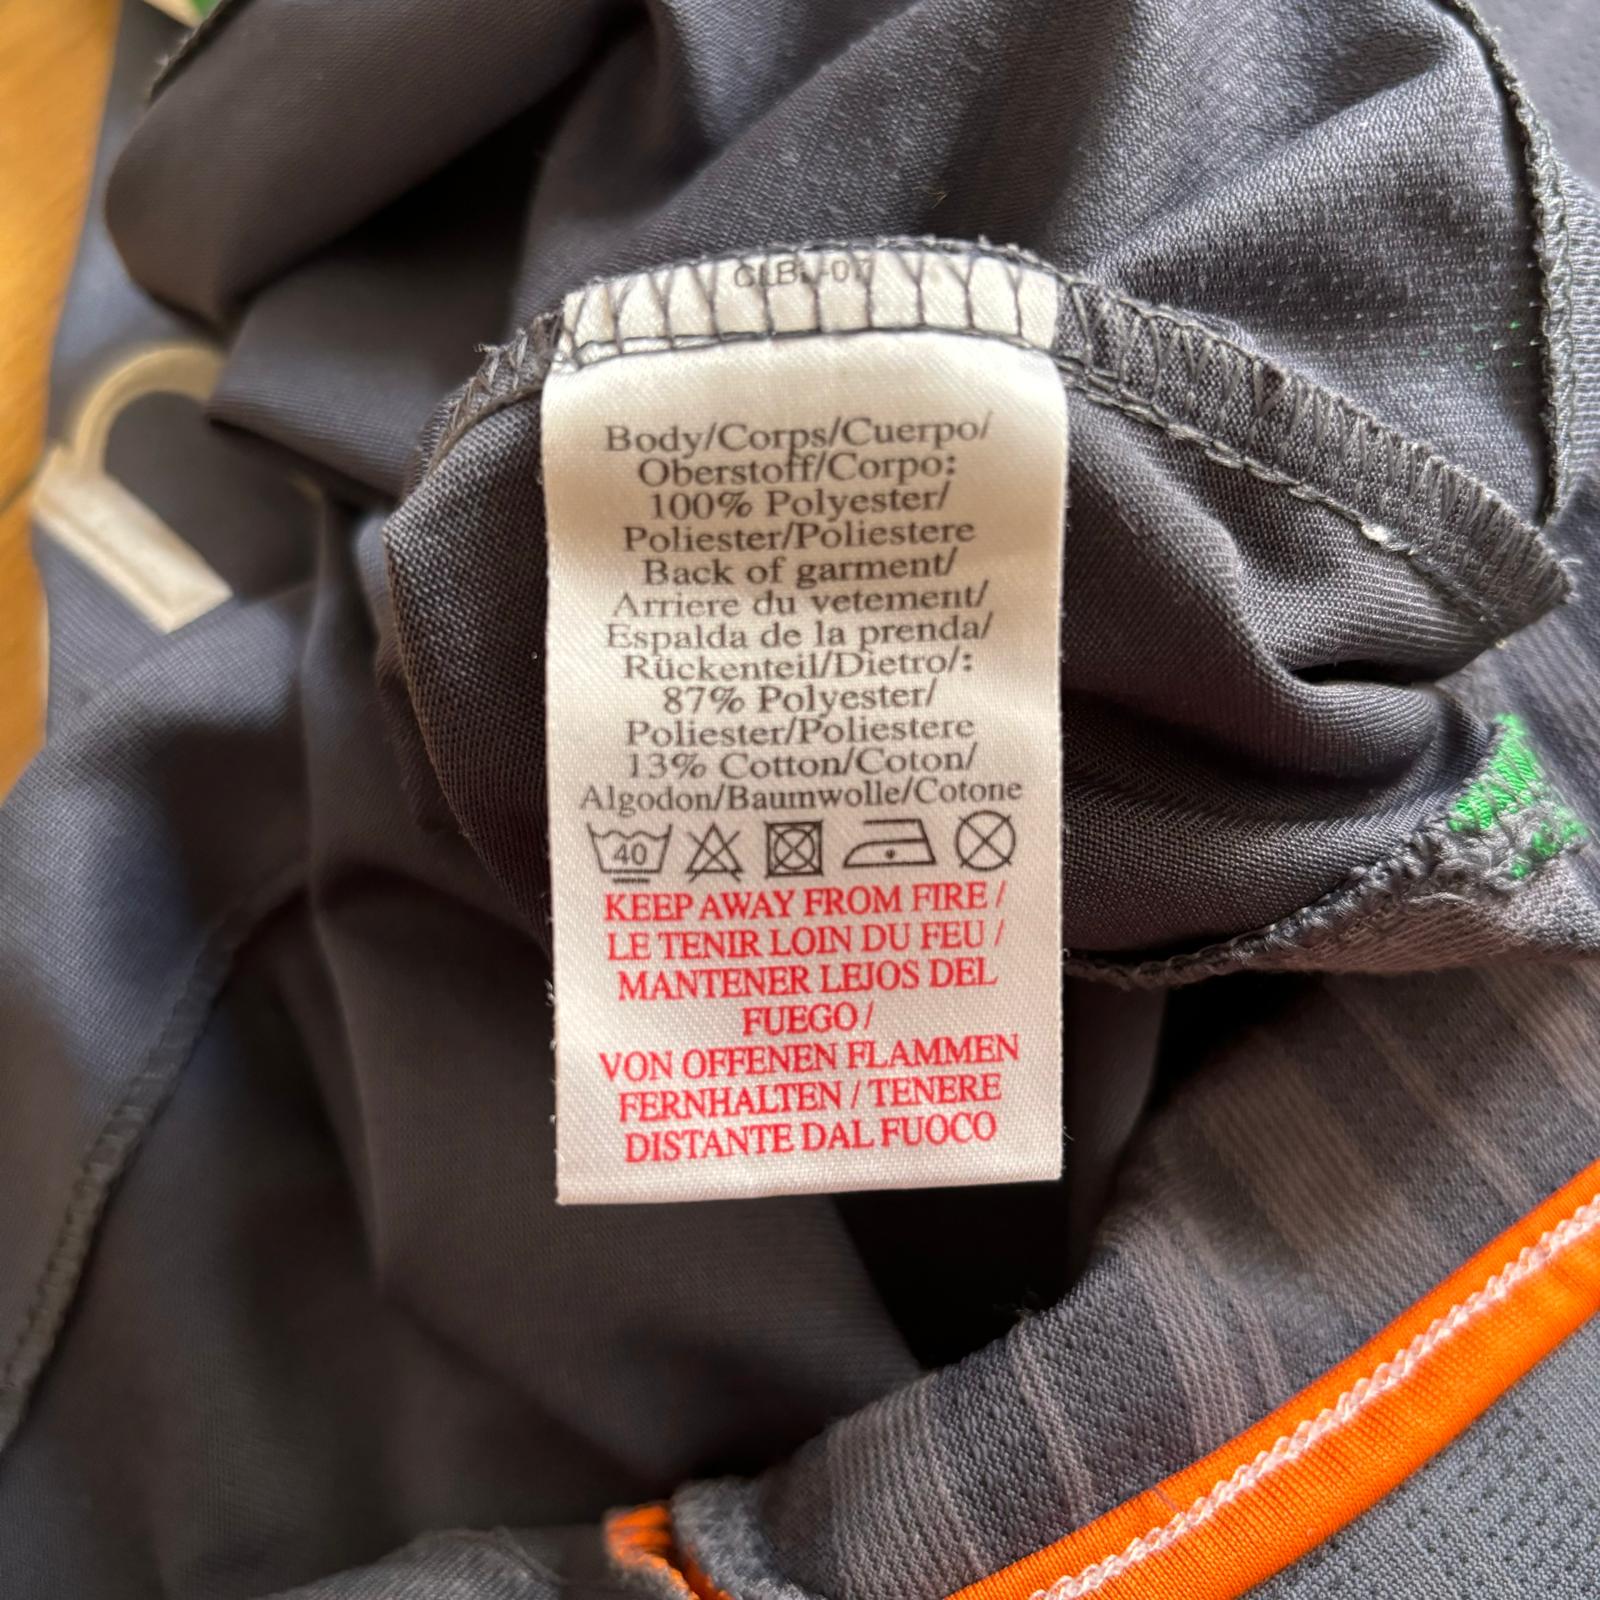 Body/Corps/Cuerpo/
Oberstoff/Corpo:
100% Polyester/
Poliester/Poliestere
Back of garment/
Arriere du vetement/
Espalda de la prenda/
Rückenteil/Dietro/:
87% Polyester/
Poliester/Poliestere
13% Cotton/Coton/
Algodon/Baumwolle/Cotone
40
KEEP AWAY FROM FIRE /
LE TENIR LOIN DU FEU /
MANTENER LEJOS DEL
FUEGO /
VON OFFENEN FLAMMEN
FERNHALTEN / TENERE
DISTANTE DAL FUOCO